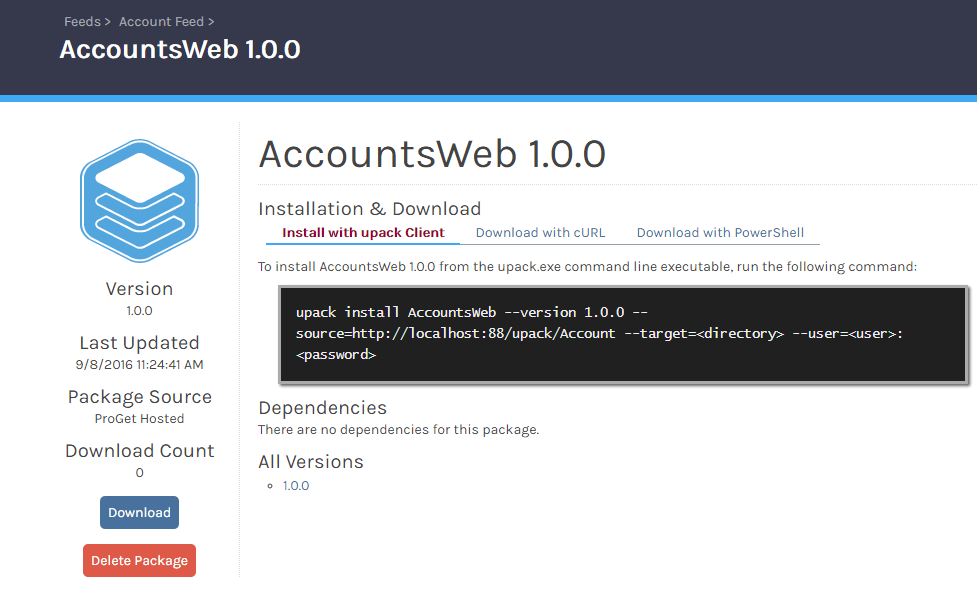 Feeds > Account Feed >
AccountsWeb 1.0.0
Version
1.0.0
Last Updated
9/8/2016 11:24:41 AM
Package Source
ProGet Hosted
Download Count
0
Download
Delete Package
AccountsWeb 1.0.0
Installation & Download
Install with upack Client Download with cURL Download with PowerShell
To install AccountsWeb 1.0.0 from the upack.exe command line executable, run the following command:
upack install AccountsWeb --version 1.0.0 --
source=http://localhost:88/upack/Account --target=<directory> --user=<user>:
<password>
Dependencies
There are no dependencies for this package.
All Versions
1.0.0